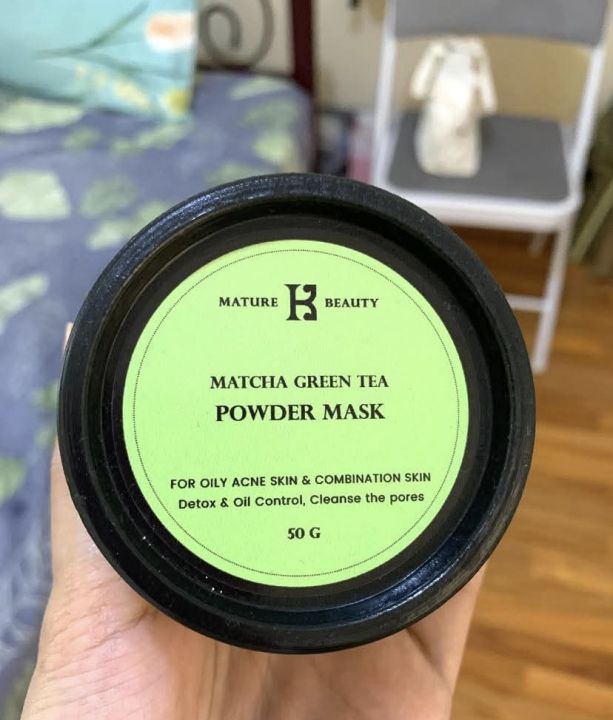 MATURE K BEAUTY
MATCHA GREEN TEA
POWDER MASK
FOR OILY ACNE SKIN & COMBINATION SKIN
Detox & Oil Control, Cleanse the pores
50 G